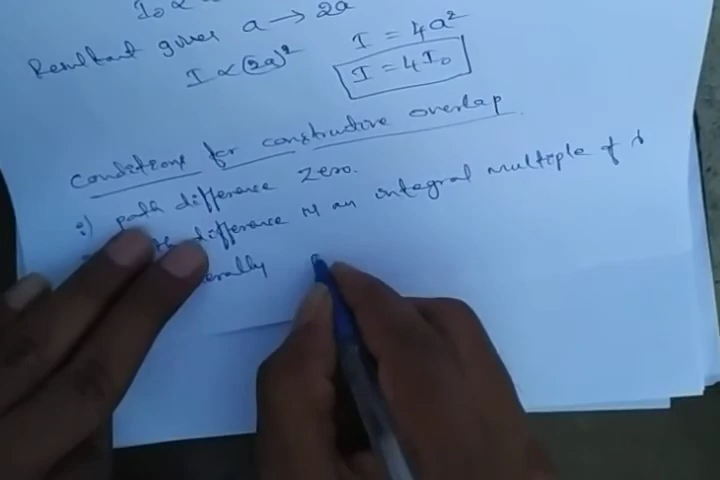 I₀ ∝
Resultant gives a → 2a
I ∝ (2a)² I = 4a²
I = 4I₀
Conditions for constructive overlap
i) path difference zero.
difference is an integral multiple of λ
erally